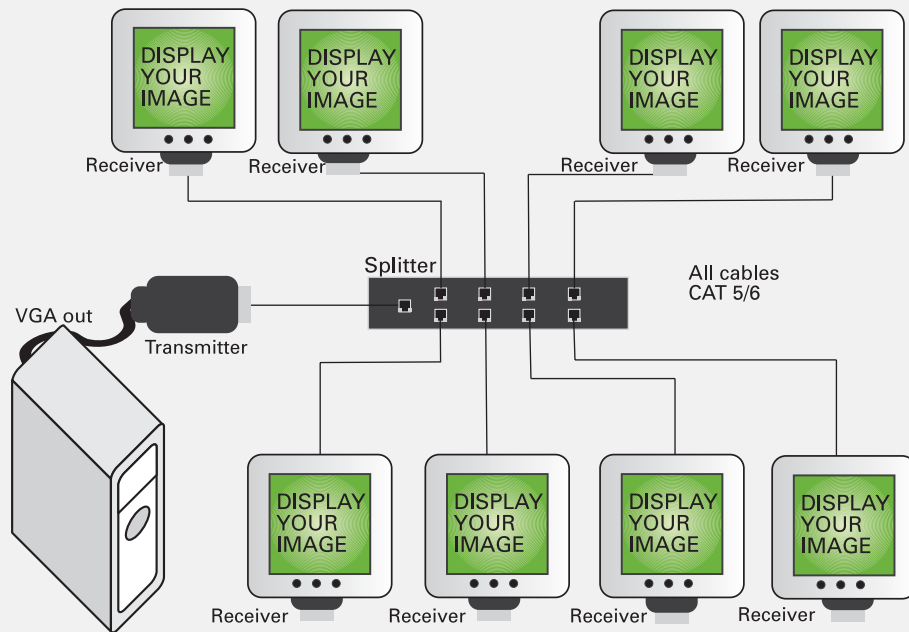 DISPLAY
YOUR
IMAGE
DISPLAY
YOUR
IMAGE
DISPLAY
YOUR
IMAGE
DISPLAY
YOUR
IMAGE
Receiver
Receiver
Receiver
Receiver
Splitter
All cables
CAT 5/6
VGA out
Transmitter
DISPLAY
YOUR
IMAGE
DISPLAY
YOUR
IMAGE
DISPLAY
YOUR
IMAGE
DISPLAY
YOUR
IMAGE
Receiver
Receiver
Receiver
Receiver